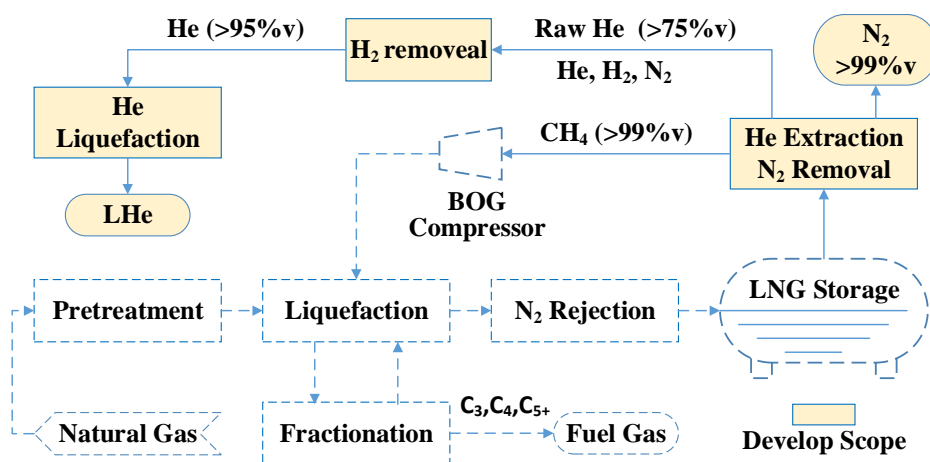 He (>95%v)
H₂ removeal
Raw He (>75%v)
He, H₂, N₂
N₂
>99%v
He
Liquefaction
CH₄ (>99%v)
He Extraction
N₂ Removal
LHe
BOG
Compressor
Pretreatment
Liquefaction
N₂ Rejection
LNG Storage
Natural Gas
Fractionation
C₃,C₄,C₅₊
Fuel Gas
Develop Scope